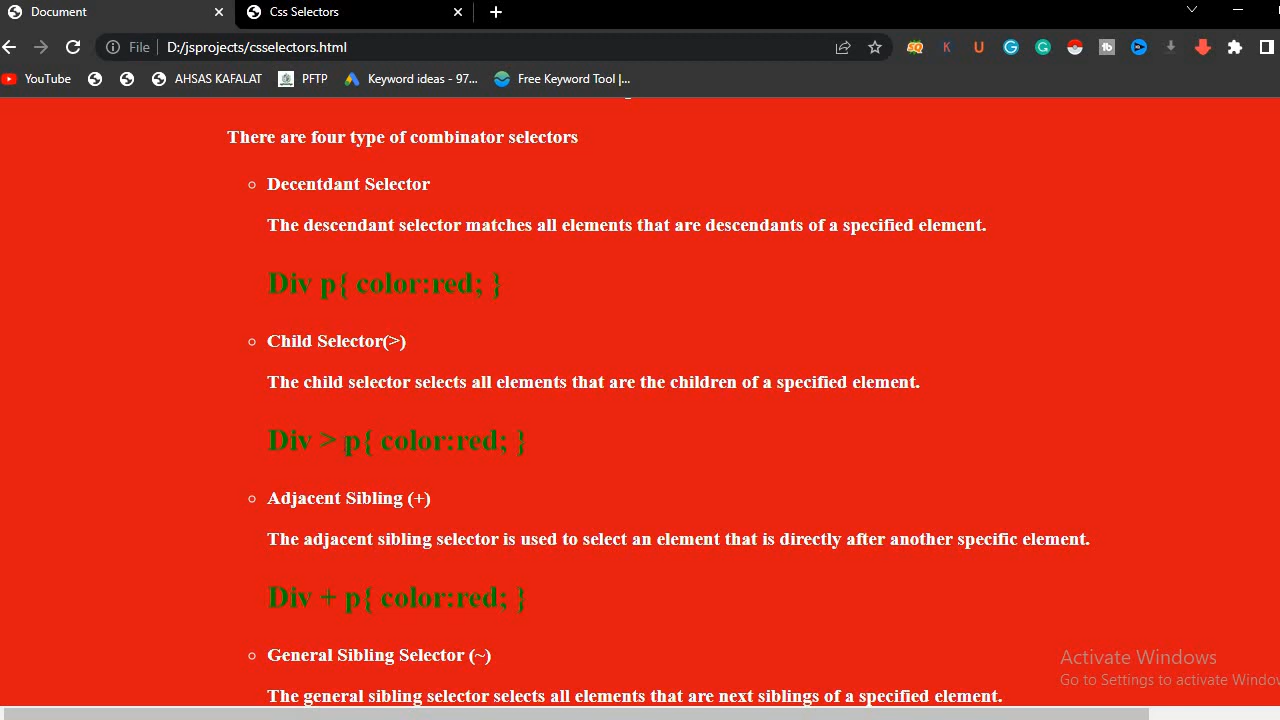 Document
Css Selectors
File
D:/jsprojects/csselectors.html
YouTube
AHSAS KAFALAT
PFTP
Keyword ideas - 97...
Free Keyword Tool |...
There are four type of combinator selectors
Decentdant Selector
The descendant selector matches all elements that are descendants of a specified element.
Div p{ color:red; }
Child Selector(>)
The child selector selects all elements that are the children of a specified element.
Div > p{ color:red; }
Adjacent Sibling (+)
The adjacent sibling selector is used to select an element that is directly after another specific element.
Div + p{ color:red; }
General Sibling Selector (~)
The general sibling selector selects all elements that are next siblings of a specified element.
Activate Windows
Go to Settings to activate Window